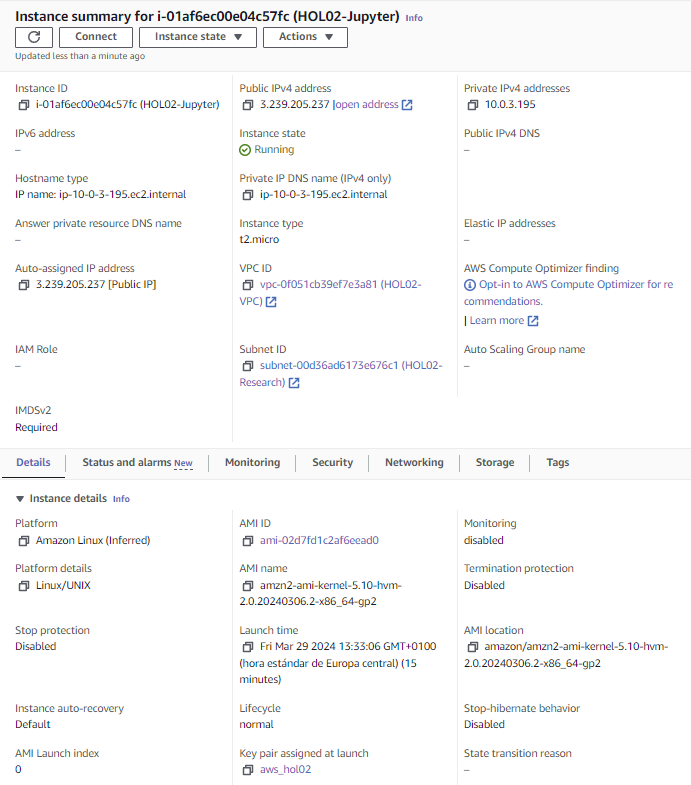 Instance summary for i-01af6ec00e04c57fc (HOL02-Jupyter) Info
Connect Instance state Actions
Updated less than a minute ago
Instance ID
i-01af6ec00e04c57fc (HOL02-Jupyter)
Public IPv4 address
3.239.205.237 |open address
Private IPv4 addresses
10.0.3.195
IPv6 address
–
Instance state
Running
Public IPv4 DNS
–
Hostname type
IP name: ip-10-0-3-195.ec2.internal
Private IP DNS name (IPv4 only)
ip-10-0-3-195.ec2.internal
Answer private resource DNS name
–
Instance type
t2.micro
Elastic IP addresses
–
Auto-assigned IP address
3.239.205.237 [Public IP]
VPC ID
vpc-0f051cb39ef7e3a81 (HOL02-
VPC)
AWS Compute Optimizer finding
Opt-in to AWS Compute Optimizer for re
commendations.
| Learn more
IAM Role
–
Subnet ID
subnet-00d36ad6173e676c1 (HOL02-
Research)
Auto Scaling Group name
–
IMDSv2
Required
Details Status and alarms New Monitoring Security Networking Storage Tags
Instance details Info
Platform
Amazon Linux (Inferred)
AMI ID
ami-02d7fd1c2af6eead0
Monitoring
disabled
Platform details
Linux/UNIX
AMI name
amzn2-ami-kernel-5.10-hvm-
2.0.20240306.2-x86_64-gp2
Termination protection
Disabled
Stop protection
Disabled
Launch time
Fri Mar 29 2024 13:33:06 GMT+0100
(hora estándar de Europa central) (15
minutes)
AMI location
amazon/amzn2-ami-kernel-5.10-hvm-
2.0.20240306.2-x86_64-gp2
Instance auto-recovery
Default
Lifecycle
normal
Stop-hibernate behavior
Disabled
AMI Launch index
0
Key pair assigned at launch
aws_hol02
State transition reason
–